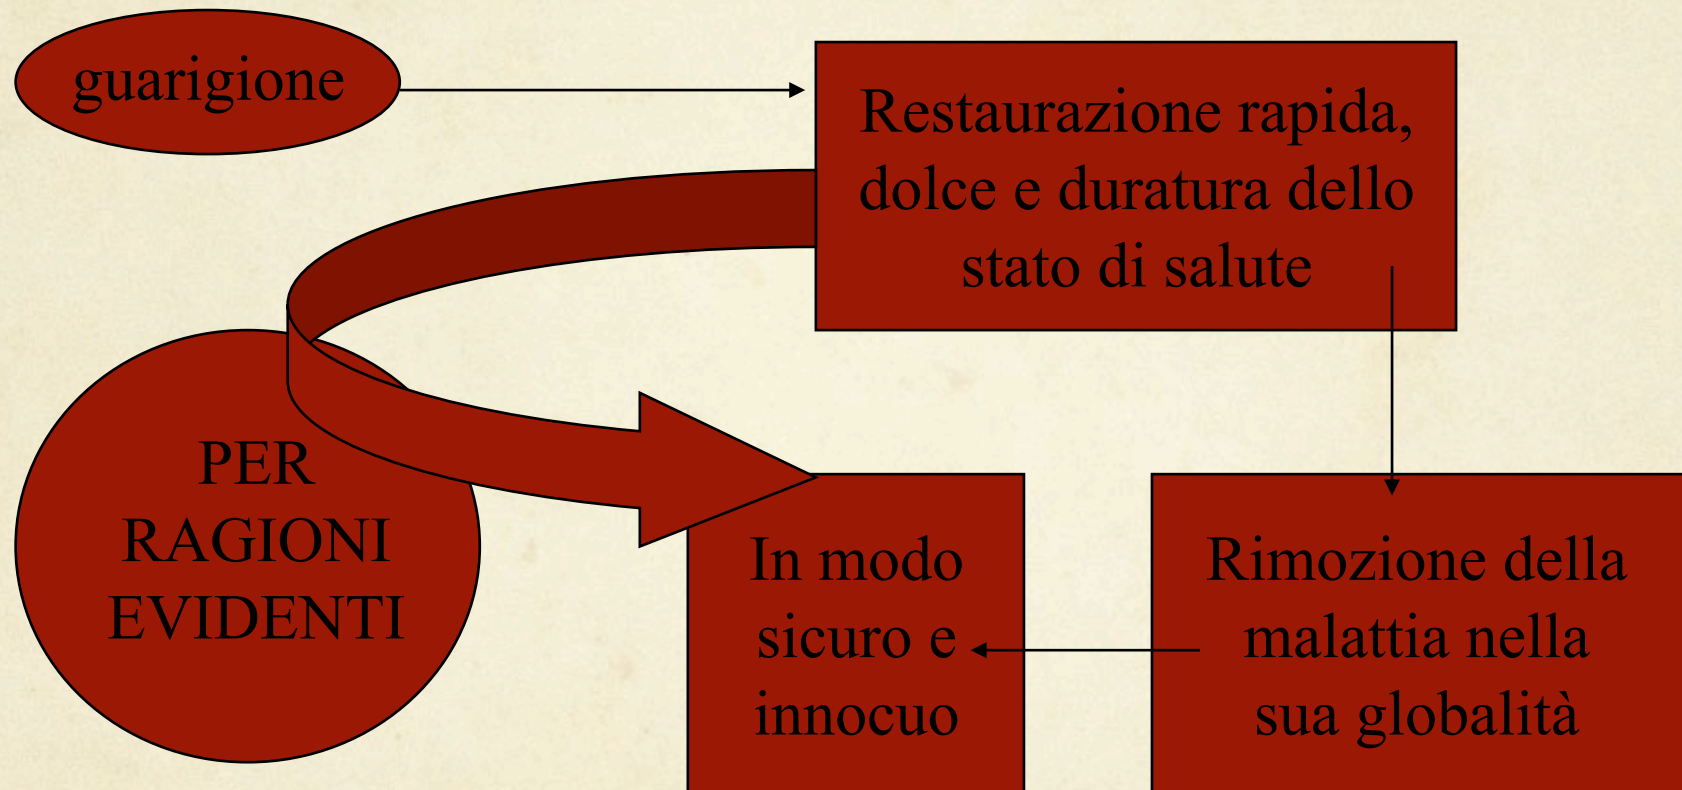 guarigione
Restaurazione rapida,
dolce e duratura dello
stato di salute
PER
RAGIONI
EVIDENTI
In modo
sicuro e
innocuo
Rimozione della
malattia nella
sua globalità